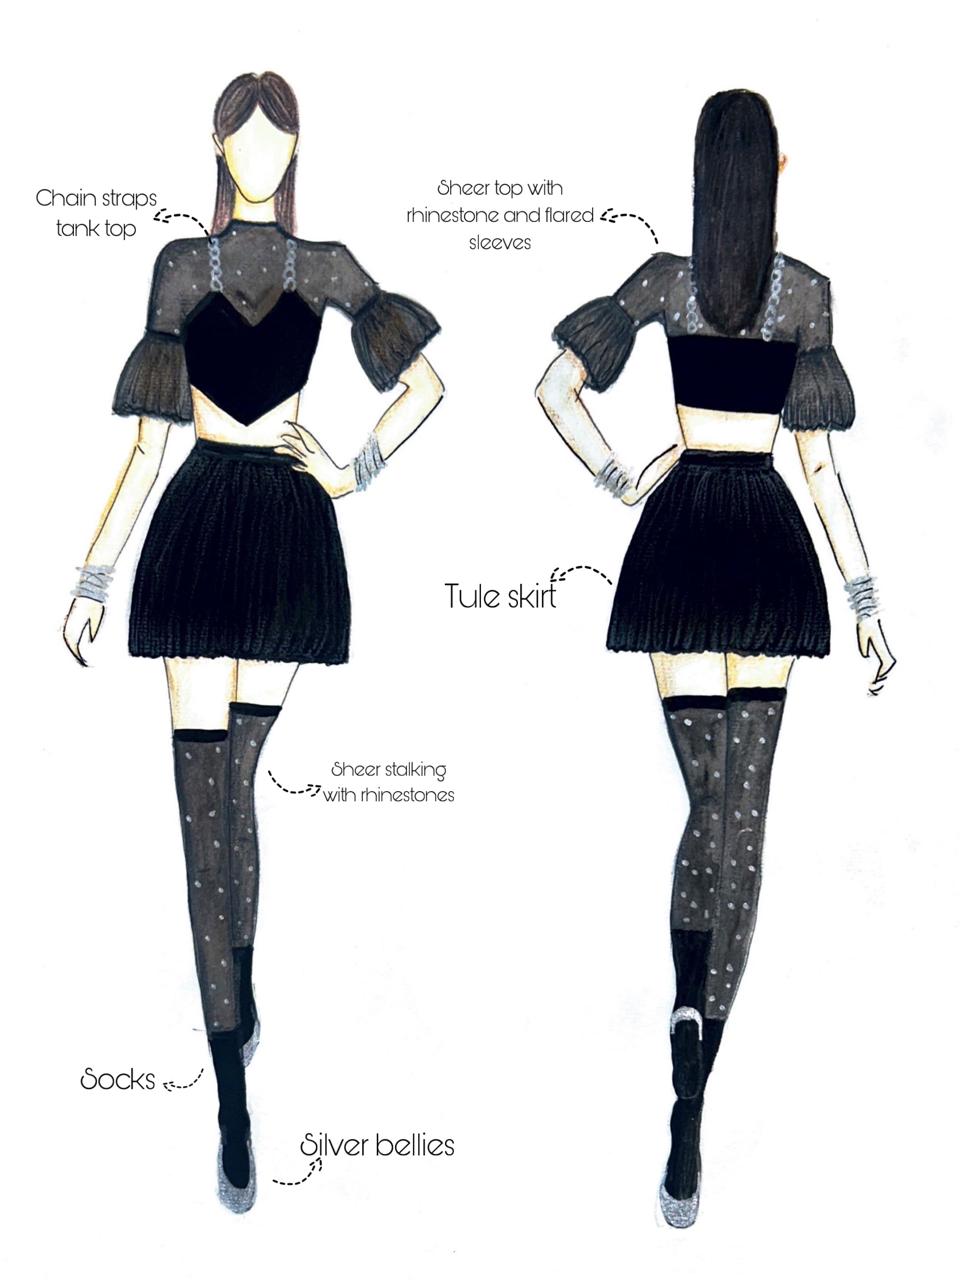 Chain straps
tank top
Sheer top with
rhinestone and flared
sleeves
Tule skirt
Sheer stalking
with rhinestones
Socks
Silver bellies